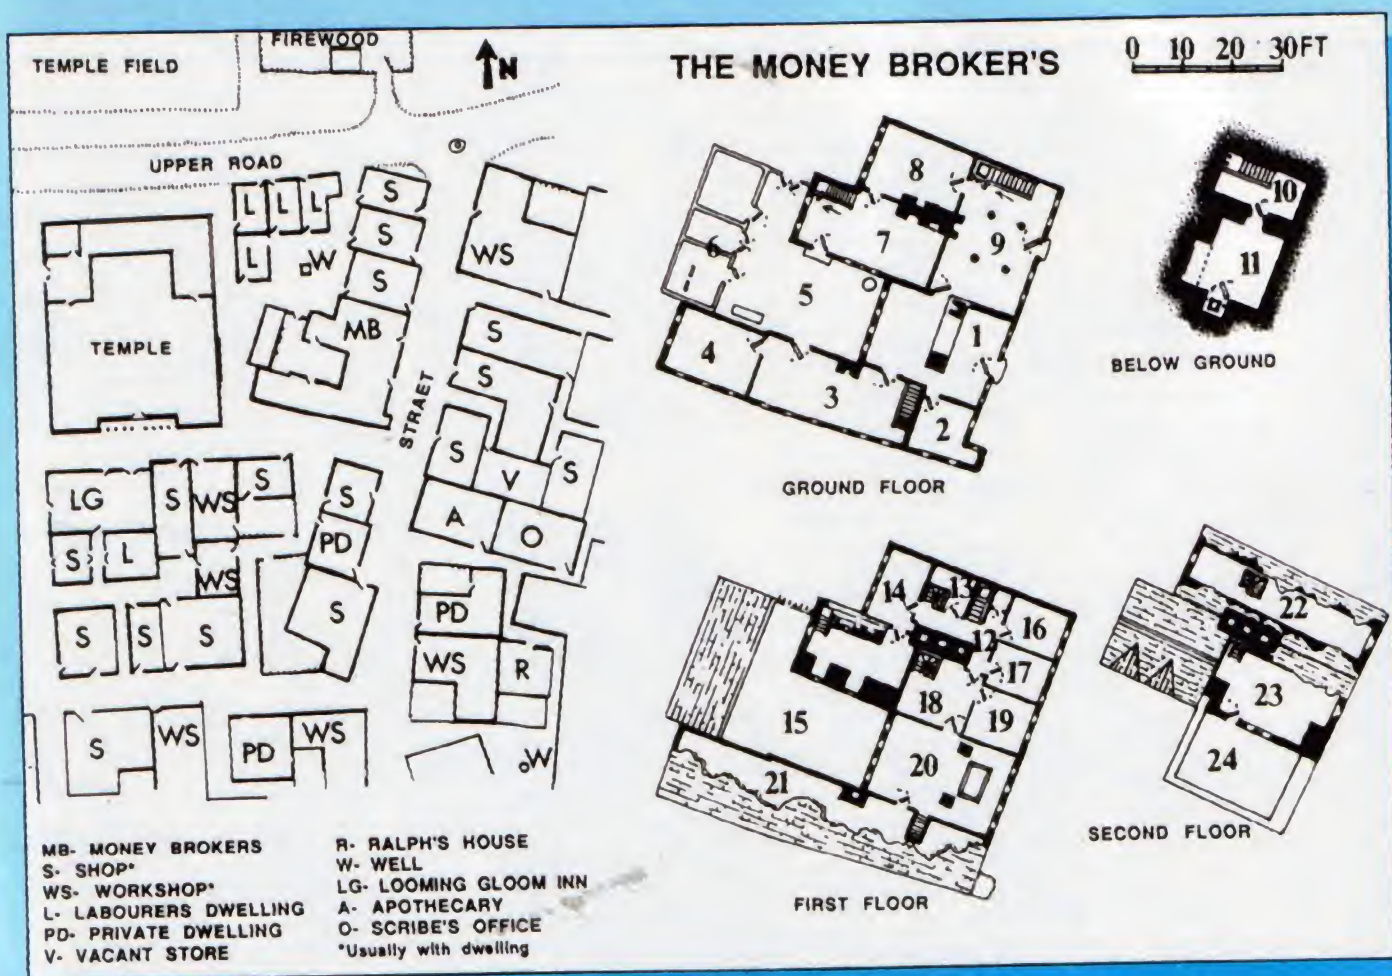 TEMPLE FIELD
FIREWOOD
N
UPPER ROAD
L L L
S
L
W
S
S
WS
MB
TEMPLE
STRAET
S
S
S
V
S
A
O
LG
S
WS
S
S
L
WS
S
PD
S
S
S
S
PD
WS
R
S
WS
PD
WS
W
MB- MONEY BROKERS
S- SHOP*
WS- WORKSHOP*
L- LABOURERS DWELLING
PD- PRIVATE DWELLING
V- VACANT STORE
R- RALPH'S HOUSE
W- WELL
LG- LOOMING GLOOM INN
A- APOTHECARY
O- SCRIBE'S OFFICE
*Usually with dwelling
THE MONEY BROKER'S
0 10 20 30FT
8
9
7
6
5
1
4
3
2
GROUND FLOOR
10
11
BELOW GROUND
14
13
12
16
17
18
19
15
20
21
FIRST FLOOR
22
23
24
SECOND FLOOR